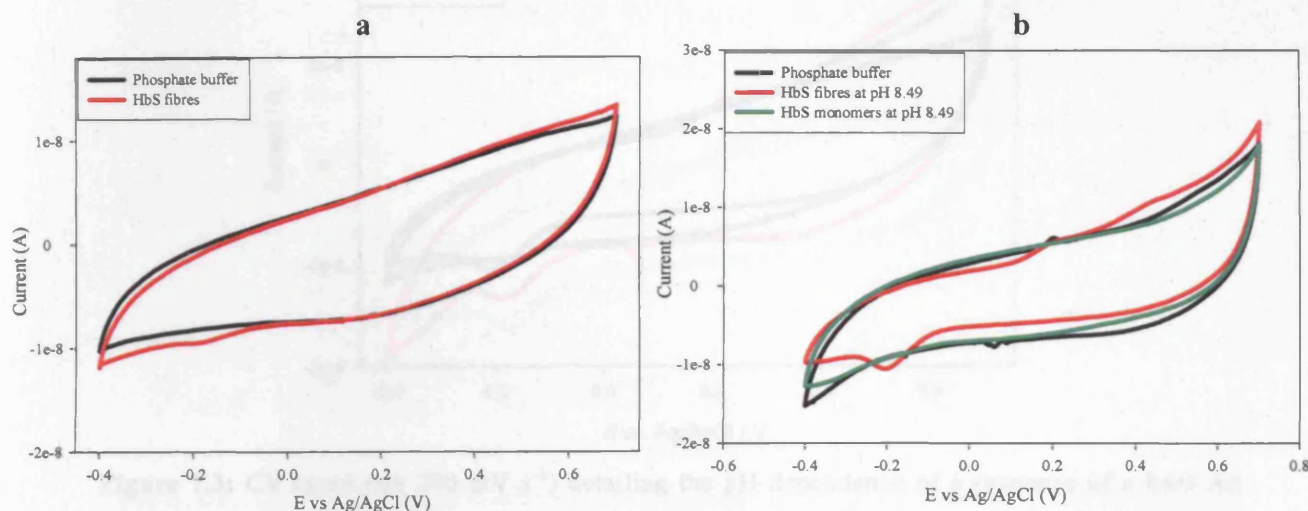 a
Phosphate buffer
HbS fibres
1e-8
0
-1e-8
-2e-8
Current (A)
-0.4 -0.2 0.0 0.2 0.4 0.6
E vs Ag/AgCl (V)
b
Phosphate buffer
HbS fibres at pH 8.49
HbS monomers at pH 8.49
3e-8
2e-8
1e-8
0
-1e-8
-2e-8
Current (A)
-0.6 -0.4 -0.2 0.0 0.2 0.4 0.6 0.8
E vs Ag/AgCl (V)